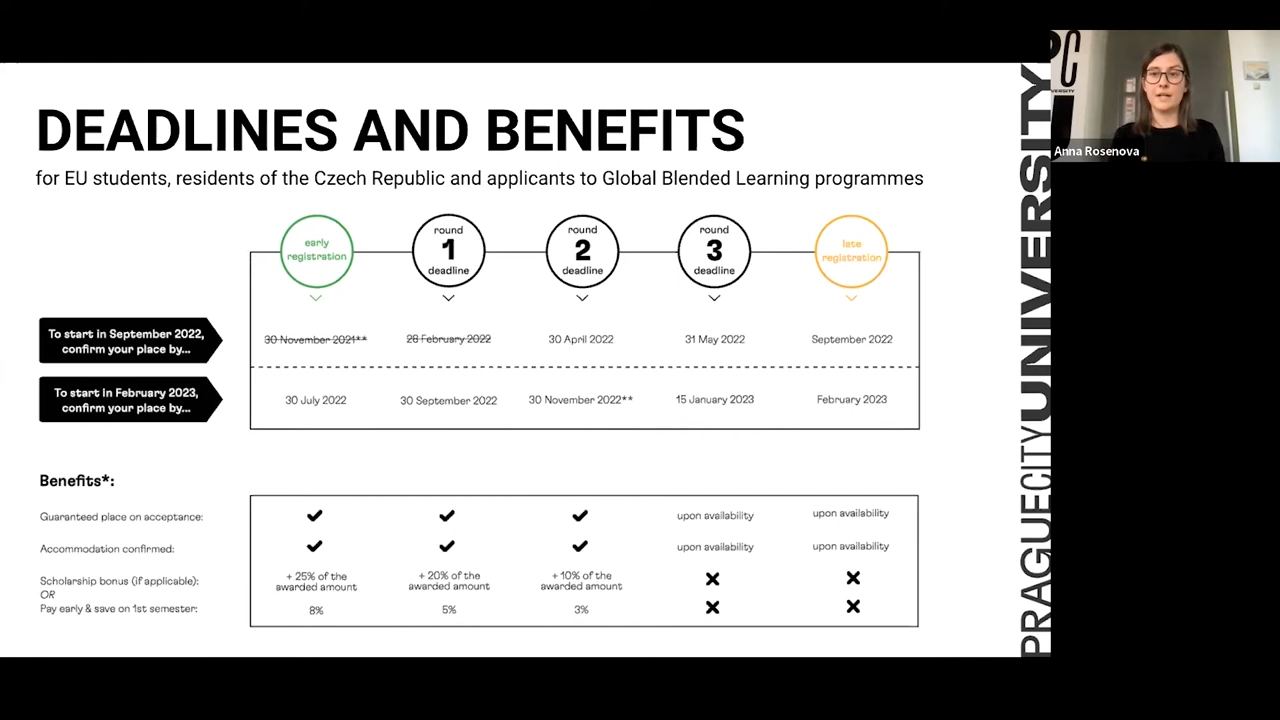 DEADLINES AND BENEFITS
for EU students, residents of the Czech Republic and applicants to Global Blended Learning programmes
early
registration
round
1
deadline
round
2
deadline
round
3
deadline
late
registration
To start in September 2022,
confirm your place by...
30 November 2021**
28 February 2022
30 April 2022
31 May 2022
September 2022
To start in February 2023,
confirm your place by...
30 July 2022
30 September 2022
30 November 2022**
15 January 2023
February 2023
Benefits*:
Guaranteed place on acceptance:
upon availability
upon availability
Accommodation confirmed:
upon availability
upon availability
Scholarship bonus (if applicable):
+ 25% of the
awarded amount
+ 20% of the
awarded amount
+ 10% of the
awarded amount
OR
Pay early & save on 1st semester:
8%
5%
3%
PRAGUECITYUNIVERSITY
Anna Rosenova